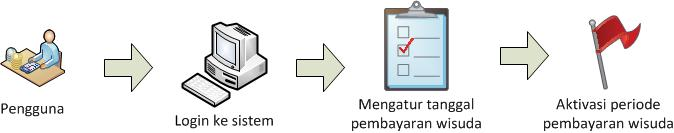 Pengguna
Login ke sistem
Mengatur tanggal
pembayaran wisuda
Aktivasi periode
pembayaran wisuda